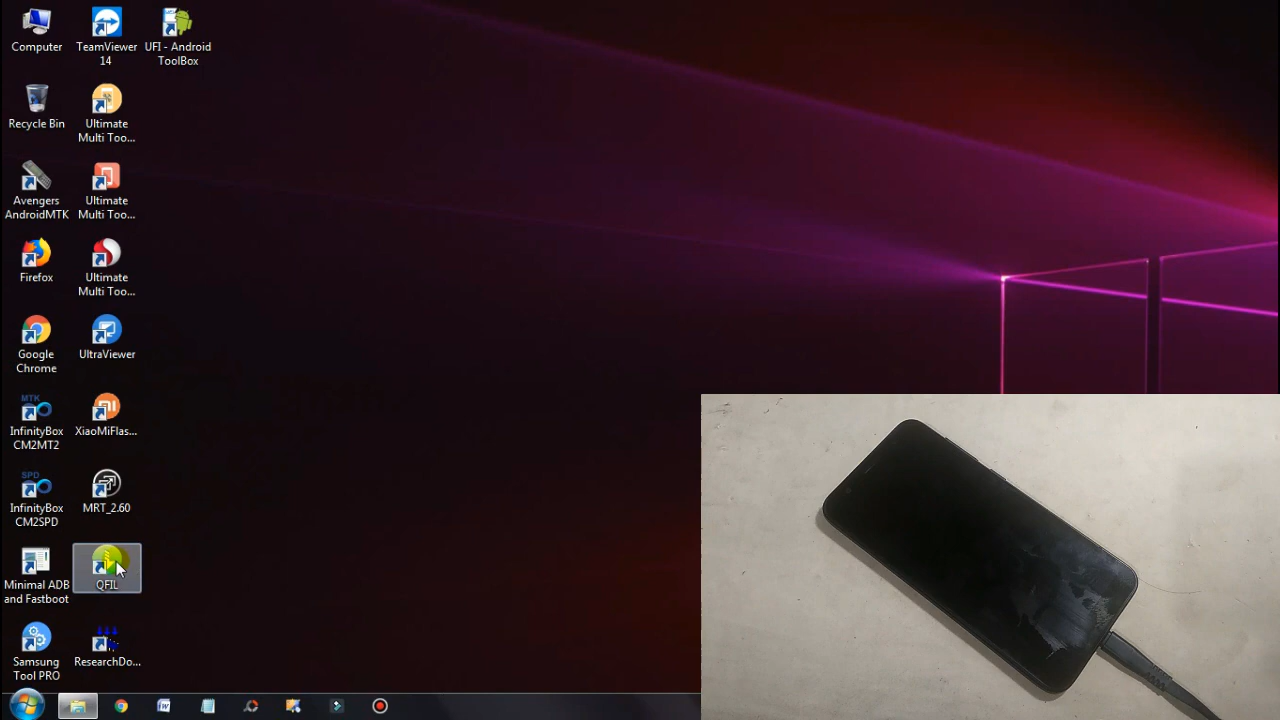 Computer
TeamViewer
14
UFI - Android
ToolBox
Recycle Bin
Ultimate
Multi Too...
Avengers
AndroidMTK
Ultimate
Multi Too...
Firefox
Ultimate
Multi Too...
Google
Chrome
UltraViewer
MTK
InfinityBox
CM2MT2
XiaoMiFlas...
SPD
InfinityBox
CM2SPD
MRT_2.60
Minimal ADB
and Fastboot
QFIL
Samsung
Tool PRO
ResearchDo...